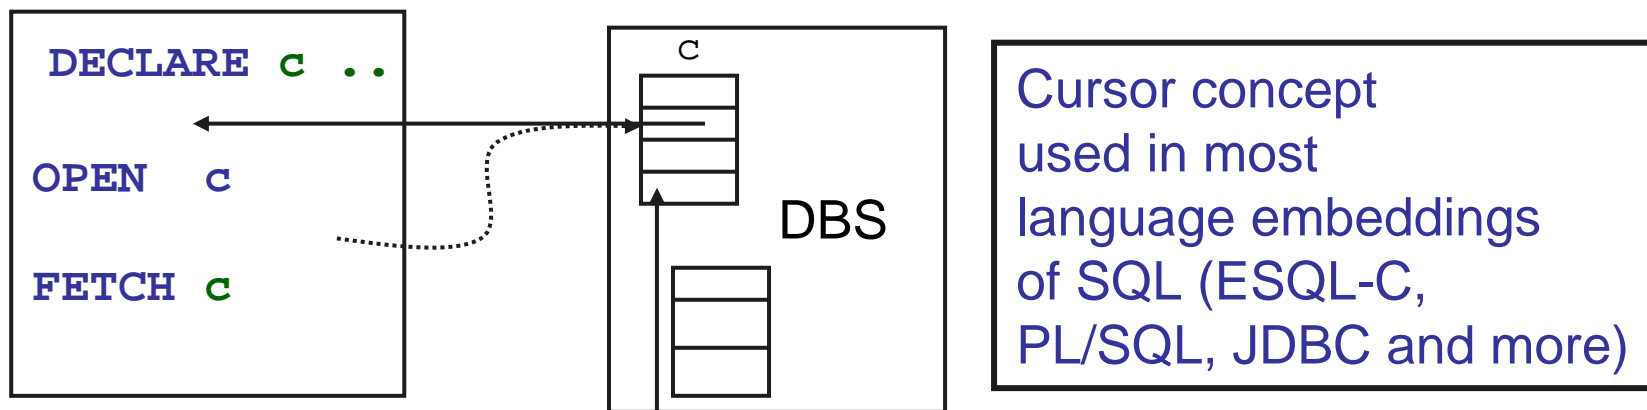 DECLARE c ..
OPEN c
FETCH c
c
DBS
Cursor concept
used in most
language embeddings
of SQL (ESQL-C,
PL/SQL, JDBC and more)